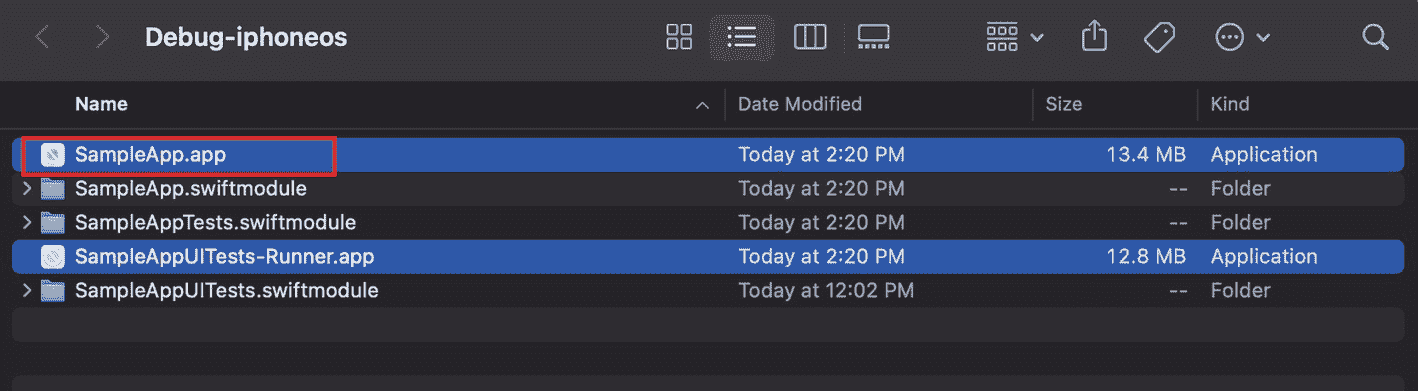 Debug-iphoneos
Name Date Modified Size Kind
SampleApp.app Today at 2:20 PM 13.4 MB Application
SampleApp.swiftmodule Today at 2:20 PM -- Folder
SampleAppTests.swiftmodule Today at 2:20 PM -- Folder
SampleAppUITests-Runner.app Today at 2:20 PM 12.8 MB Application
SampleAppUITests.swiftmodule Today at 12:02 PM -- Folder